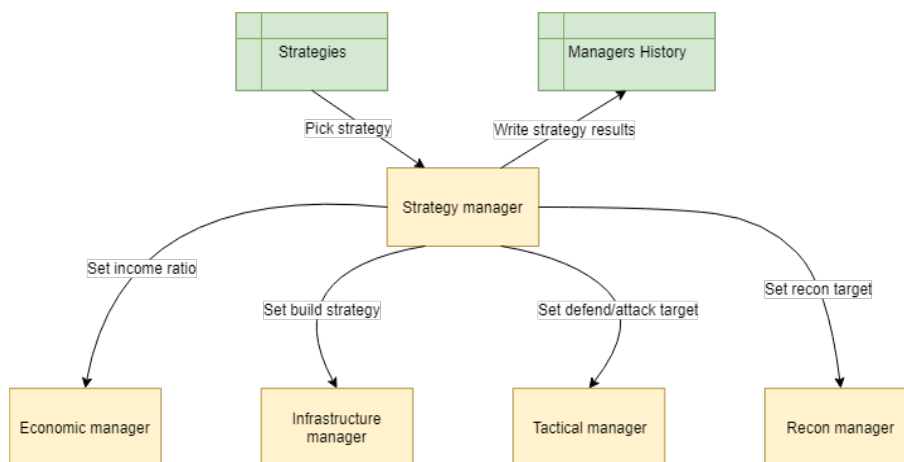 Strategies
Managers History
Pick strategy
Write strategy results
Strategy manager
Set income ratio
Set recon target
Set build strategy
Set defend/attack target
Economic manager
Infrastructure
manager
Tactical manager
Recon manager